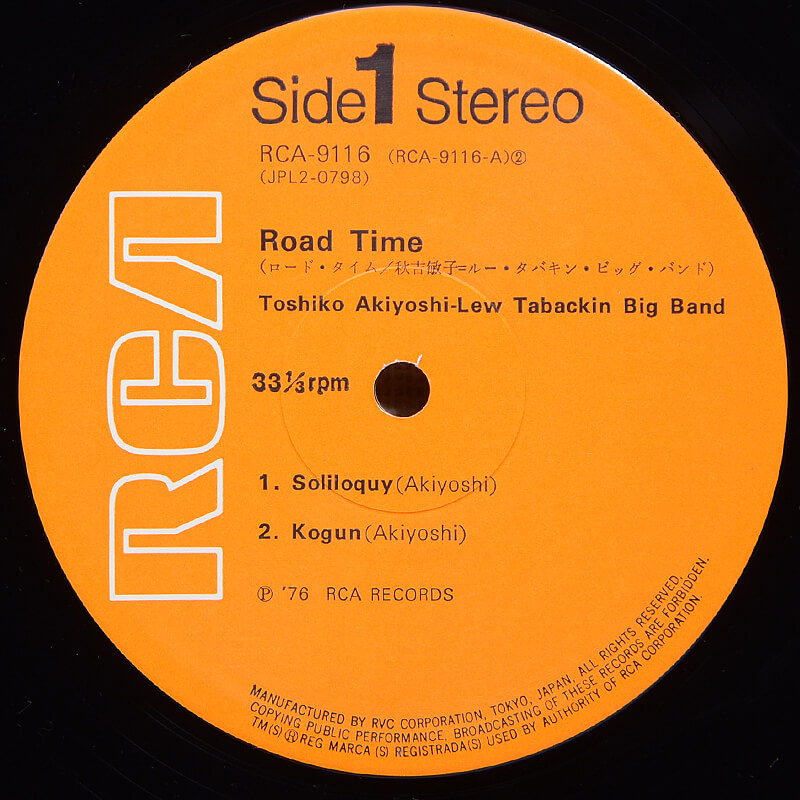 Side 1 Stereo
RCA-9116 (RCA-9116-A)②
(JPL2-0798)
Road Time
(ロード・タイム／秋吉敏子=ルー・タバキン・ビッグ・バンド)
Toshiko Akiyoshi-Lew Tabackin Big Band
33⅓rpm
1. Soliloquy(Akiyoshi)
2. Kogun(Akiyoshi)
℗ '76 RCA RECORDS
RCA
MANUFACTURED BY RVC CORPORATION, TOKYO, JAPAN, ALL RIGHTS RESERVED,
COPYING PUBLIC PERFORMANCE, BROADCASTING OF THESE RECORDS ARE FORBIDDEN.
TM(S)®REG MARCA (S) REGISTRADA(S) USED BY AUTHORITY OF RCA CORPORATION.